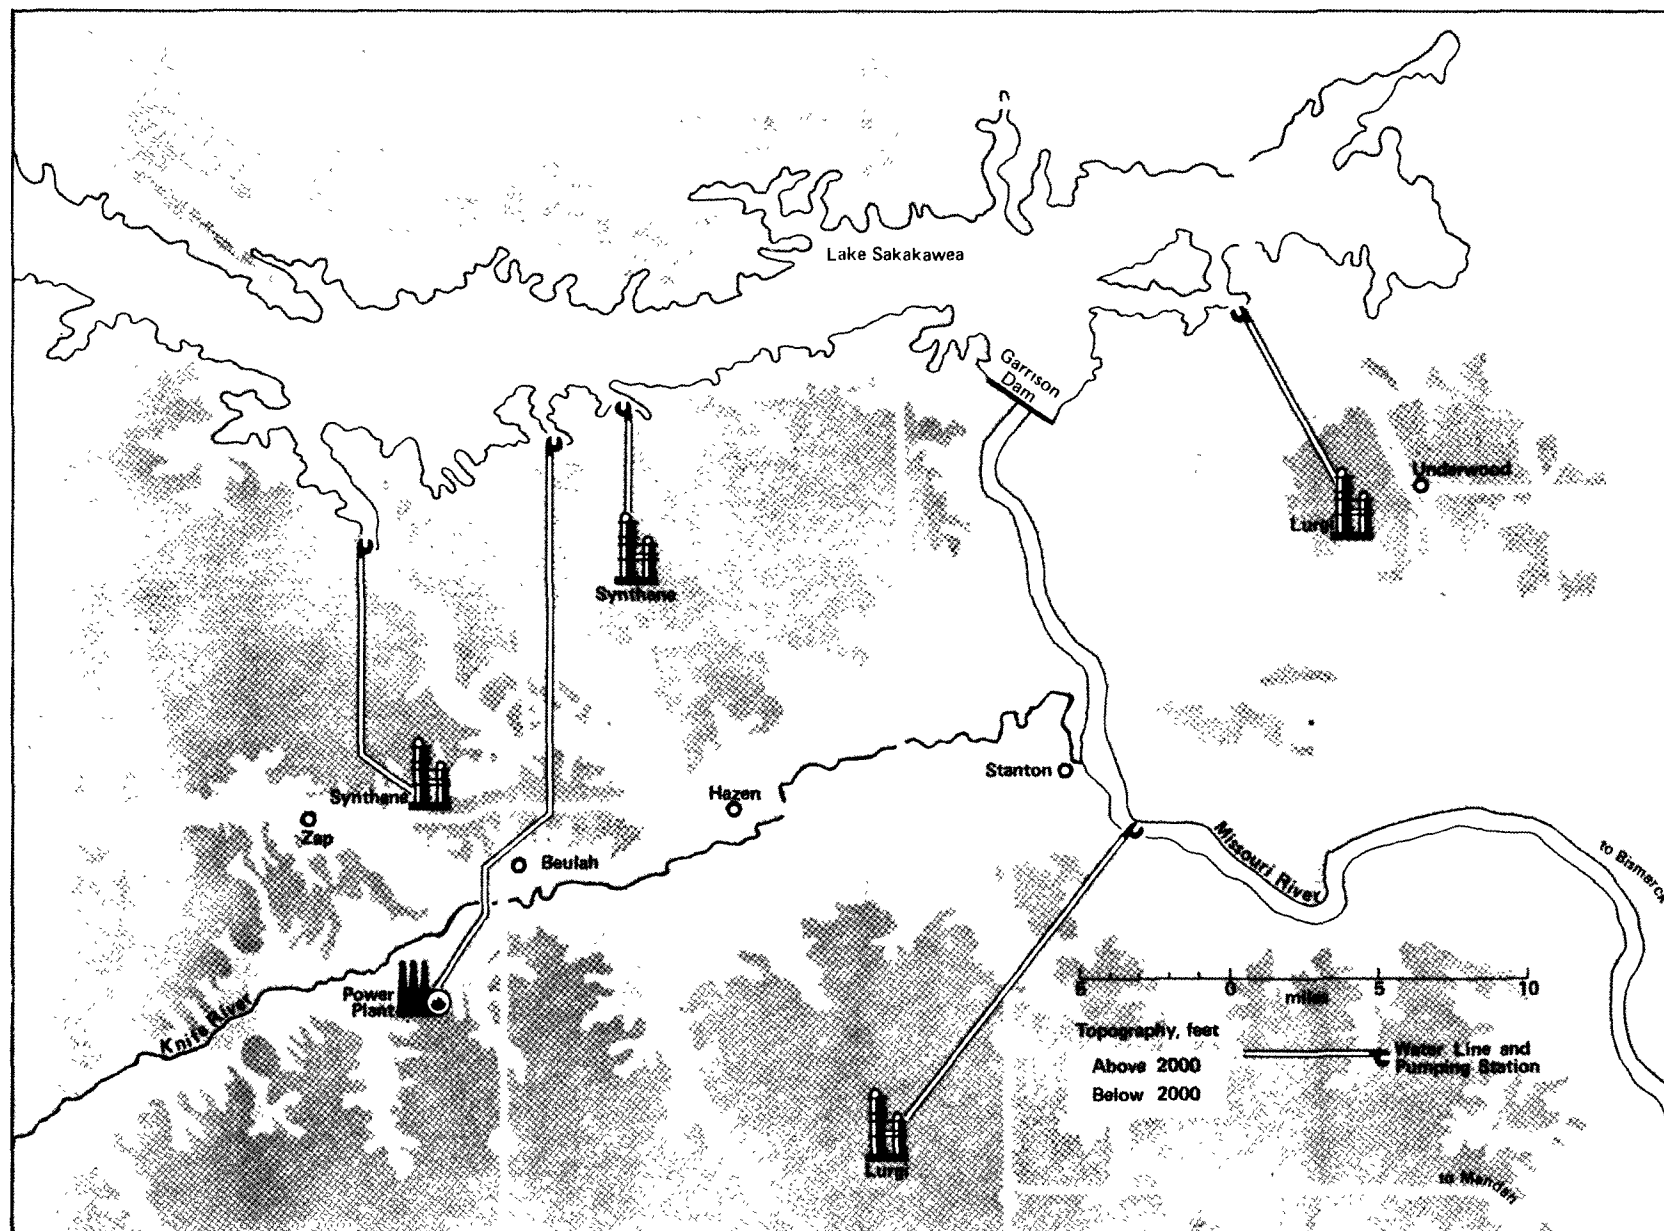 Lake Sakakawea
Garrison
Dam
Underwood
Lurgi
Synthane
Stanton
Hazen
Synthane
Zap
Beulah
Missouri River
to Bismarck
Power
Plant
Knife River
5 0 5 10
miles
Topography, feet
Above 2000
Below 2000
Water Line and
Pumping Station
Lurgi
to Mandan